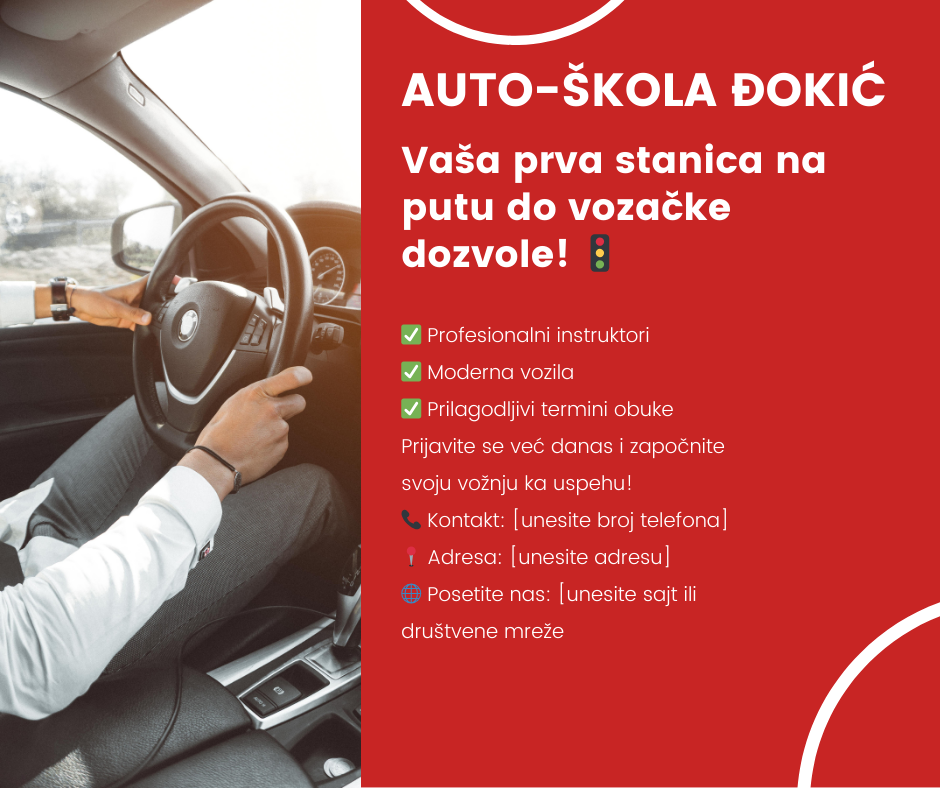 AUTO-ŠKOLA ĐOKIĆ
Vaša prva stanica na
putu do vozačke
dozvole! 🚦
✅ Profesionalni instruktori
✅ Moderna vozila
✅ Prilagodljivi termini obuke
Prijavite se već danas i započnite
svoju vožnju ka uspehu!
📞 Kontakt: [unesite broj telefona]
📍 Adresa: [unesite adresu]
🌐 Posetite nas: [unesite sajt ili
društvene mreže